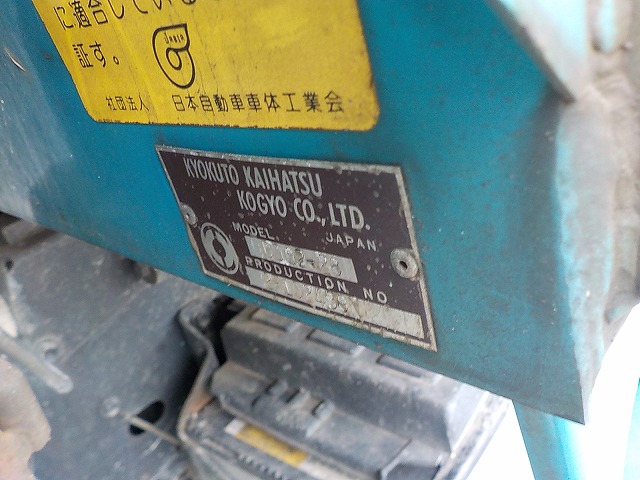 に適合している
証す。
社団法人 日本自動車車体工業会
KYOKUTO KAIHATSU
KOGYO CO., LTD.
MODEL. JAPAN
PRODUCTION NO